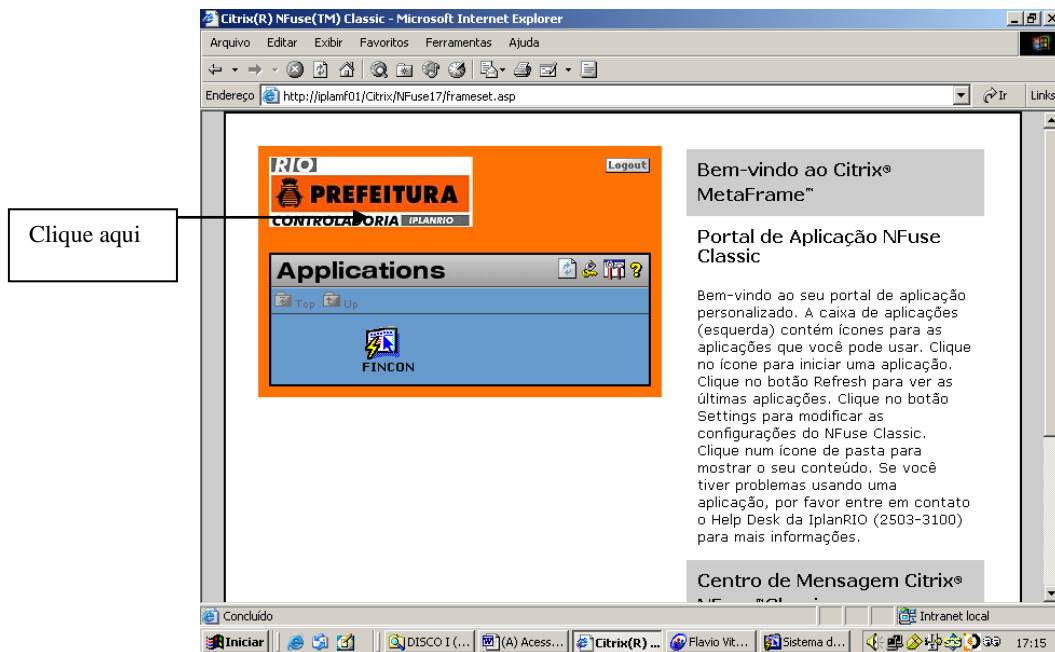 Citrix(R) NFuse(TM) Classic - Microsoft Internet Explorer
Arquivo Editar Exibir Favoritos Ferramentas Ajuda
Endereço http://iplamf01/Citrix/NFuse17/frameset.asp Ir Links
Clique aqui
RIO
PREFEITURA
CONTROLADORIA IPLANRIO
Logout
Applications
Top Up
FINCON
Bem-vindo ao Citrix®
MetaFrame™
Portal de Aplicação NFuse
Classic
Bem-vindo ao seu portal de aplicação
personalizado. A caixa de aplicações
(esquerda) contém ícones para as
aplicações que você pode usar. Clique
no ícone para iniciar uma aplicação.
Clique no botão Refresh para ver as
últimas aplicações. Clique no botão
Settings para modificar as
configurações do NFuse Classic.
Clique num ícone de pasta para
mostrar o seu conteúdo. Se você
tiver problemas usando uma
aplicação, por favor entre em contato
o Help Desk da IplanRIO (2503-3100)
para mais informações.
Centro de Mensagem Citrix®
Concluído Intranet local
Iniciar DISCO I (... (A) Acess... Citrix(R) ... Flavio Vit... Sistema d... 17:15